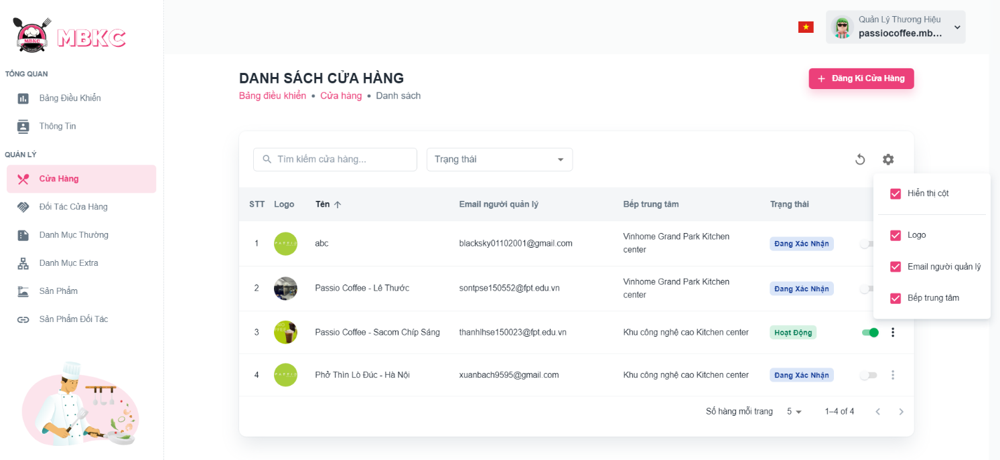 MBKC
MBKC
Quản Lý Thương Hiệu
passiocoffee.mb...
TỔNG QUAN
Bảng Điều Khiển
Thông Tin
QUẢN LÝ
Cửa Hàng
Đối Tác Cửa Hàng
Danh Mục Thường
Danh Mục Extra
Sản Phẩm
Sản Phẩm Đối Tác
DANH SÁCH CỬA HÀNG
Bảng điều khiển • Cửa hàng • Danh sách
+ Đăng Kí Cửa Hàng
Tìm kiếm cửa hàng...
Trạng thái
STT Logo Tên Email người quản lý Bếp trung tâm Trạng thái
1 abc blacksky01102001@gmail.com Vinhome Grand Park Kitchen center Đang Xác Nhận
2 Passio Coffee - Lê Thước sontpse150552@fpt.edu.vn Vinhome Grand Park Kitchen center Đang Xác Nhận
3 Passio Coffee - Sacom Chíp Sáng thanhlhse150023@fpt.edu.vn Khu công nghệ cao Kitchen center Hoạt Động
4 Phở Thìn Lò Đúc - Hà Nội xuanbach9595@gmail.com Khu công nghệ cao Kitchen center Đang Xác Nhận
Số hàng mỗi trang 5 1–4 of 4
Hiển thị cột
Logo
Email người quản lý
Bếp trung tâm